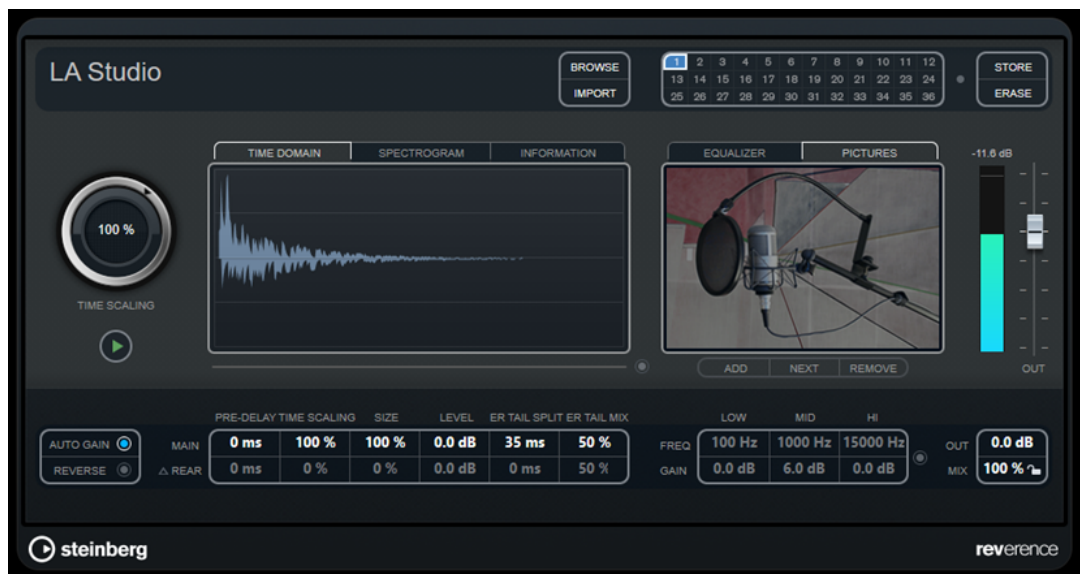 LA Studio
BROWSE
IMPORT
1 2 3 4 5 6 7 8 9 10 11 12
13 14 15 16 17 18 19 20 21 22 23 24
25 26 27 28 29 30 31 32 33 34 35 36
STORE
ERASE
TIME DOMAIN SPECTROGRAM INFORMATION
EQUALIZER PICTURES
-11.6 dB
100 %
TIME SCALING
ADD NEXT REMOVE
OUT
PRE-DELAY TIME SCALING SIZE LEVEL ER TAIL SPLIT ER TAIL MIX
LOW MID HI
AUTO GAIN
REVERSE
MAIN 0 ms 100 % 100 % 0.0 dB 35 ms 50 %
△ REAR 0 ms 0 % 0 % 0.0 dB 0 ms 50 %
FREQ 100 Hz 1000 Hz 15000 Hz
GAIN 0.0 dB 6.0 dB 0.0 dB
OUT 0.0 dB
MIX 100 %
steinberg
reverence